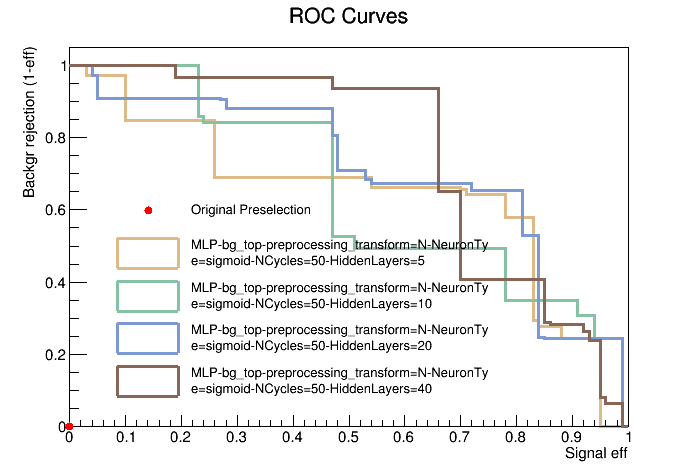 ROC Curves
Backgr rejection (1-eff)
1
0.8
0.6
0.4
0.2
0
Original Preselection
MLP-bg_top-preprocessing_transform=N-NeuronTy
e=sigmoid-NCycles=50-HiddenLayers=5
MLP-bg_top-preprocessing_transform=N-NeuronTy
e=sigmoid-NCycles=50-HiddenLayers=10
MLP-bg_top-preprocessing_transform=N-NeuronTy
e=sigmoid-NCycles=50-HiddenLayers=20
MLP-bg_top-preprocessing_transform=N-NeuronTy
e=sigmoid-NCycles=50-HiddenLayers=40
0 0.1 0.2 0.3 0.4 0.5 0.6 0.7 0.8 0.9 1
Signal eff